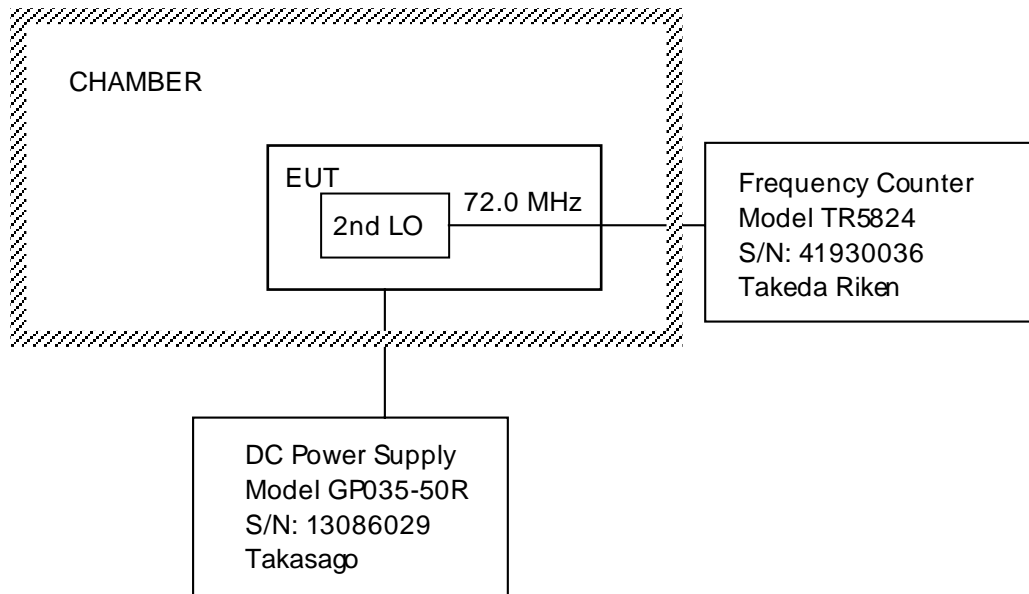 CHAMBER
EUT
2nd LO
72.0 MHz
Frequency Counter
Model TR5824
S/N: 41930036
Takeda Riken
DC Power Supply
Model GP035-50R
S/N: 13086029
Takasago